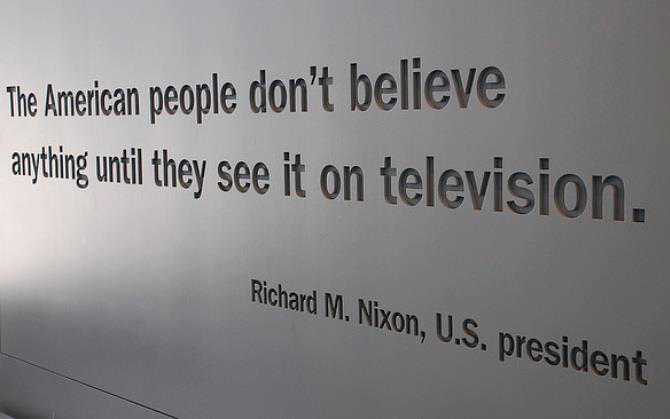 The American people don't believe
anything until they see it on television.
Richard M. Nixon, U.S. president